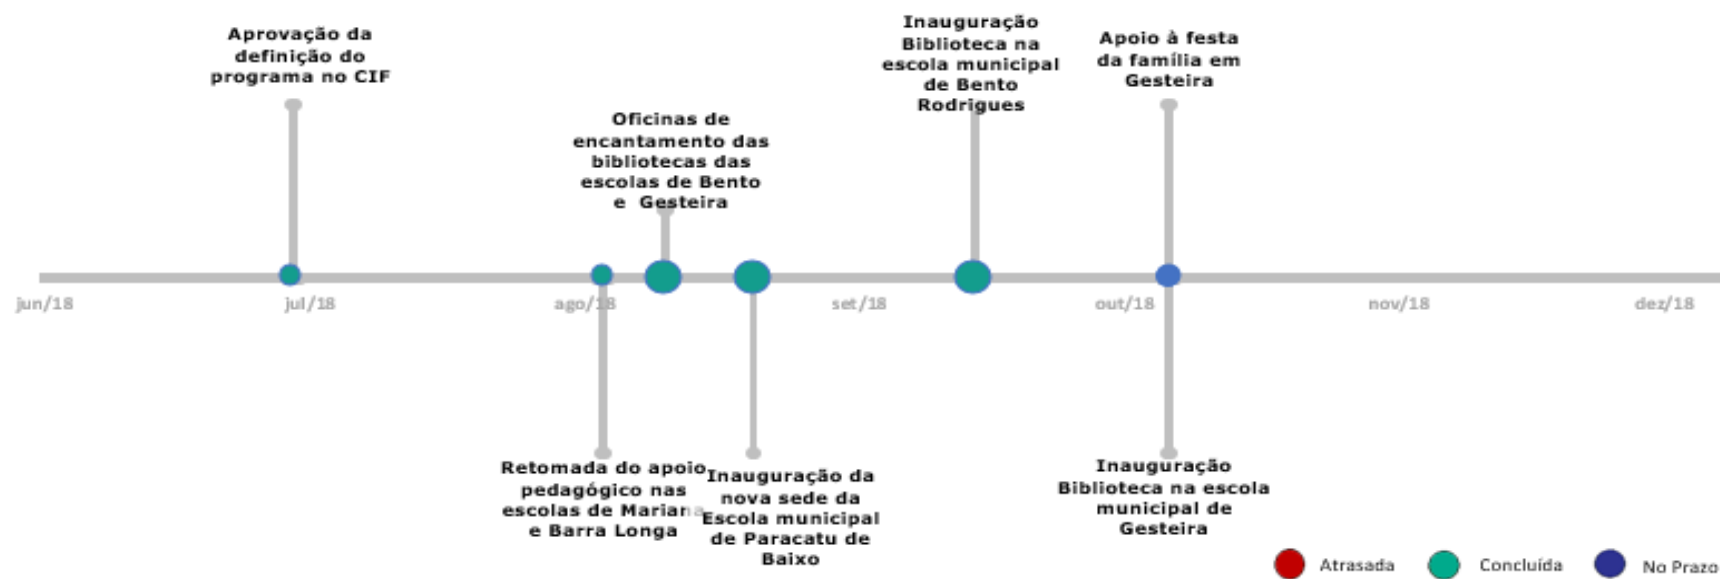 Aprovação da
definição do
programa no CIF
Oficinas de
encantamento das
bibliotecas das
escolas de Bento
e Gesteira
Inauguração
Biblioteca na
escola municipal
de Bento
Rodrigues
Apoio à festa
da família em
Gesteira
jun/18
jul/18
ago/18
set/18
out/18
nov/18
dez/18
Retomada do apoio
pedagógico nas
escolas de Mariana
e Barra Longa
Inauguração da
nova sede da
Escola municipal
de Paracatu de
Baixo
Inauguração
Biblioteca na escola
municipal de
Gesteira
Atrasada
Concluída
No Prazo